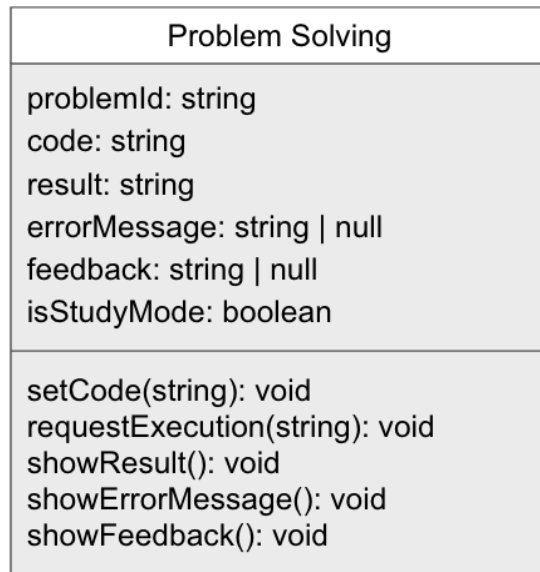 Problem Solving
problemId: string
code: string
result: string
errorMessage: string | null
feedback: string | null
isStudyMode: boolean
setCode(string): void
requestExecution(string): void
showResult(): void
showErrorMessage(): void
showFeedback(): void